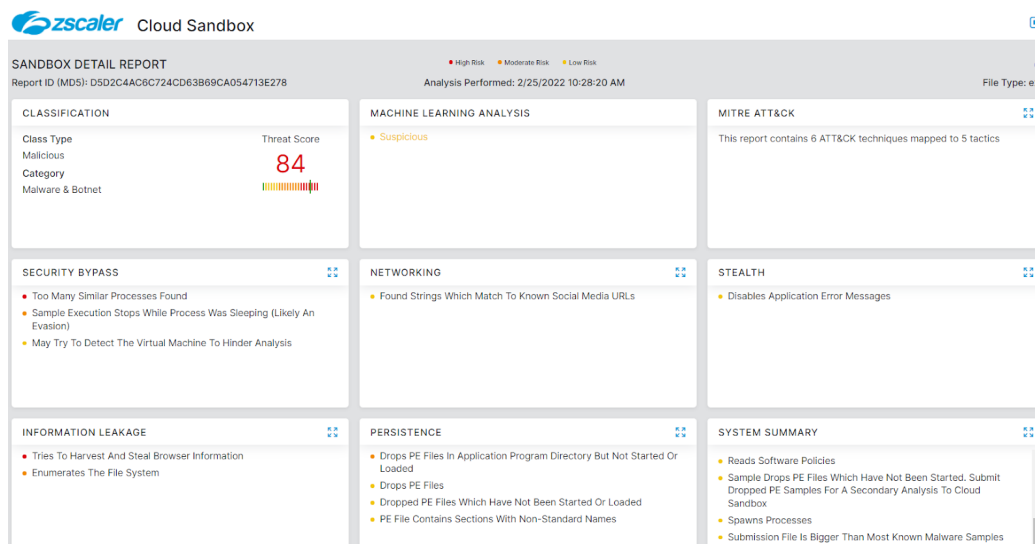 zscaler Cloud Sandbox
SANDBOX DETAIL REPORT
High Risk Moderate Risk Low Risk
Report ID (MD5): D5D2C4AC6C724CD63B69CA054713E278
Analysis Performed: 2/25/2022 10:28:20 AM
File Type: e
CLASSIFICATION
Class Type
Malicious
Category
Malware & Botnet
Threat Score
84
MACHINE LEARNING ANALYSIS
Suspicious
MITRE ATT&CK
This report contains 6 ATT&CK techniques mapped to 5 tactics
SECURITY BYPASS
Too Many Similar Processes Found
Sample Execution Stops While Process Was Sleeping (Likely An
Evasion)
May Try To Detect The Virtual Machine To Hinder Analysis
NETWORKING
Found Strings Which Match To Known Social Media URLs
STEALTH
Disables Application Error Messages
INFORMATION LEAKAGE
Tries To Harvest And Steal Browser Information
Enumerates The File System
PERSISTENCE
Drops PE Files In Application Program Directory But Not Started Or
Loaded
Drops PE Files
Dropped PE Files Which Have Not Been Started Or Loaded
PE File Contains Sections With Non-Standard Names
SYSTEM SUMMARY
Reads Software Policies
Sample Drops PE Files Which Have Not Been Started. Submit
Dropped PE Samples For A Secondary Analysis To Cloud
Sandbox
Spawns Processes
Submission File Is Bigger Than Most Known Malware Samples